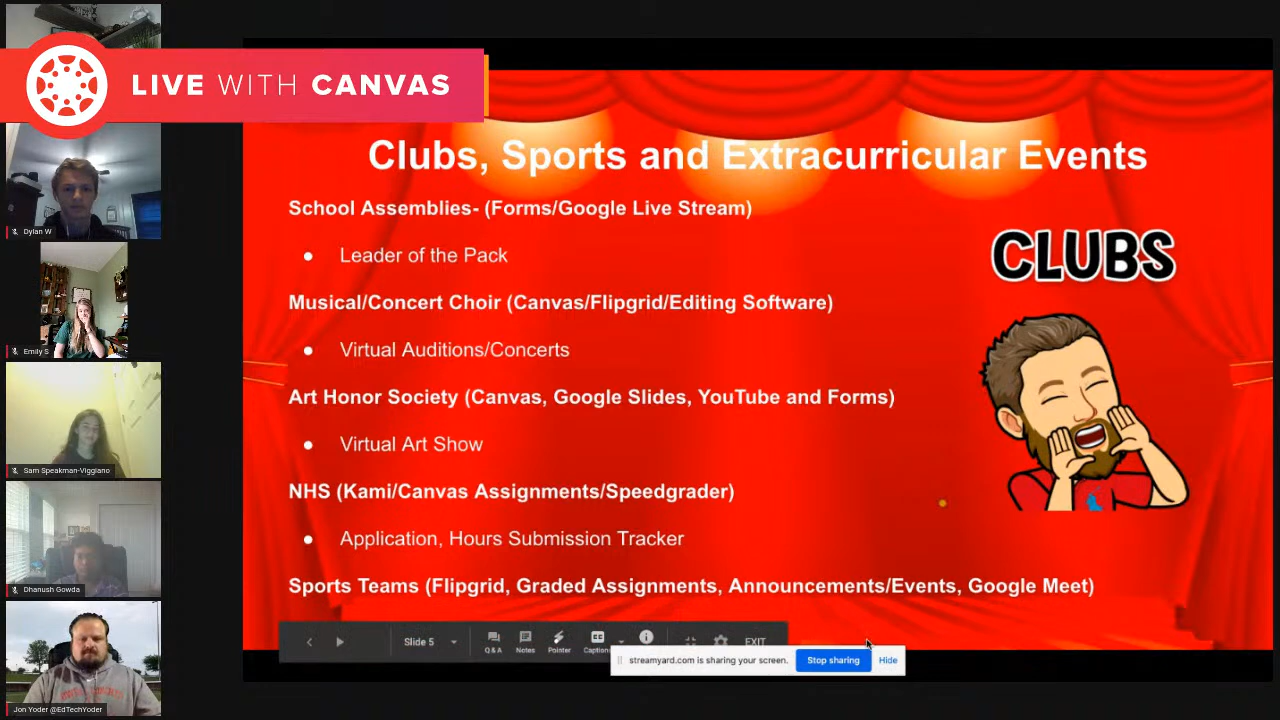 LIVE WITH CANVAS
Dylan W
Emily S
Sam Speakman-Viggiano
Dhanush Gowda
Jon Yoder @EdTechYoder
Clubs, Sports and Extracurricular Events
School Assemblies- (Forms/Google Live Stream)
● Leader of the Pack
Musical/Concert Choir (Canvas/Flipgrid/Editing Software)
● Virtual Auditions/Concerts
Art Honor Society (Canvas, Google Slides, YouTube and Forms)
● Virtual Art Show
NHS (Kami/Canvas Assignments/Speedgrader)
● Application, Hours Submission Tracker
Sports Teams (Flipgrid, Graded Assignments, Announcements/Events, Google Meet)
CLUBS
Slide 5
Q & A
Notes
Pointer
CC
Caption
EXIT
streamyard.com is sharing your screen.
Stop sharing
Hide